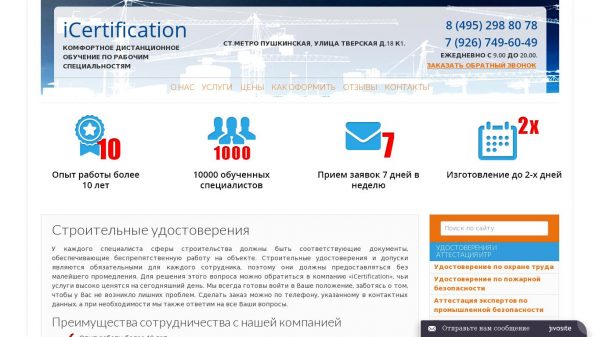 iCertification
КОМФОРТНОЕ ДИСТАНЦИОННОЕ
ОБУЧЕНИЕ ПО РАБОЧИМ
СПЕЦИАЛЬНОСТЯМ
СТ.МЕТРО ПУШКИНСКАЯ, УЛИЦА ТВЕРСКАЯ Д.18 К1.
8 (495) 298 80 78
7 (926) 749-60-49
ЕЖЕДНЕВНО С 9.00 ДО 20.00.
ЗАКАЗАТЬ ОБРАТНЫЙ ЗВОНОК
О НАС УСЛУГИ ЦЕНЫ КАК ОФОРМИТЬ ОТЗЫВЫ КОНТАКТЫ
10
1000
7
2x
Опыт работы более
10 лет
10000 обученных
специалистов
Прием заявок 7 дней в
неделю
Изготовление до 2-х дней
Строительные удостоверения
У каждого специалиста сферы строительства должны быть соответствующие документы,
обеспечивающие беспрепятственную работу на объекте. Строительные удостоверения и допуски
являются обязательными для каждого сотрудника, поэтому они должны предоставляться без
малейшего промедления. Для решения этого вопроса можно обратиться в компанию «iCertification», чьи
услуги высоко ценятся на сегодняшний день. Мы всегда готовы войти в Ваше положение, заботясь о том,
чтобы у Вас не возникло лишних проблем. Сделать заказ можно по телефону, указанному в контактных
данных, а при необходимости мы также ответим на все Ваши вопросы.
Преимущества сотрудничества с нашей компанией
Поиск по сайту
УДОСТОВЕРЕНИЯ И
АТТЕСТАЦИЯ ИТР
Удостоверение по охране труда
Удостоверение по пожарной
безопасности
Аттестация экспертов по
промышленной безопасности
Отправьте нам сообщение jivosite